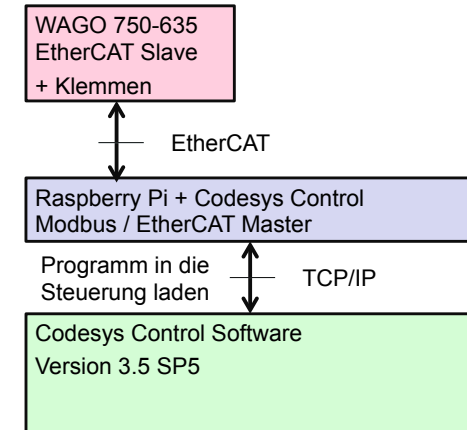 WAGO 750-635
EtherCAT Slave
+ Klemmen
EtherCAT
Raspberry Pi + Codesys Control
Modbus / EtherCAT Master
Programm in die
Steuerung laden
TCP/IP
Codesys Control Software
Version 3.5 SP5